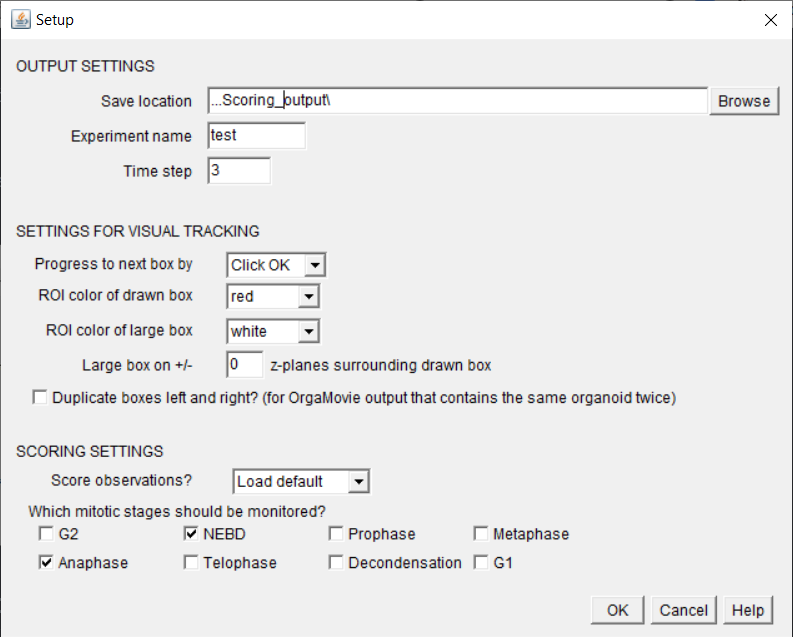 Setup
OUTPUT SETTINGS
Save location ...Scoring_output\ Browse
Experiment name test
Time step 3
SETTINGS FOR VISUAL TRACKING
Progress to next box by Click OK
ROI color of drawn box red
ROI color of large box white
Large box on +/- 0 z-planes surrounding drawn box
Duplicate boxes left and right? (for OrgaMovie output that contains the same organoid twice)
SCORING SETTINGS
Score observations? Load default
Which mitotic stages should be monitored?
G2 NEBD Prophase Metaphase
Anaphase Telophase Decondensation G1
OK Cancel Help